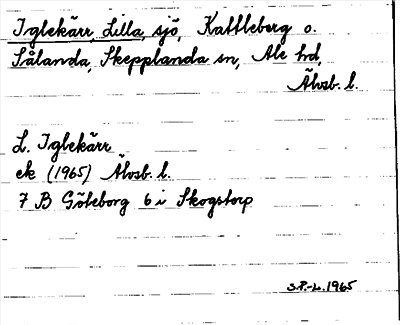 Iglekärr, Lilla, sjö, Kattleberg o.
Sålanda, Skepplanda sn, Ale hd,
Älvsb. l.
L. Iglekärr
ek (1965) Älvsb. l.
7 B Göteborg 6 i Skogstorp
S.P.-L. 1965